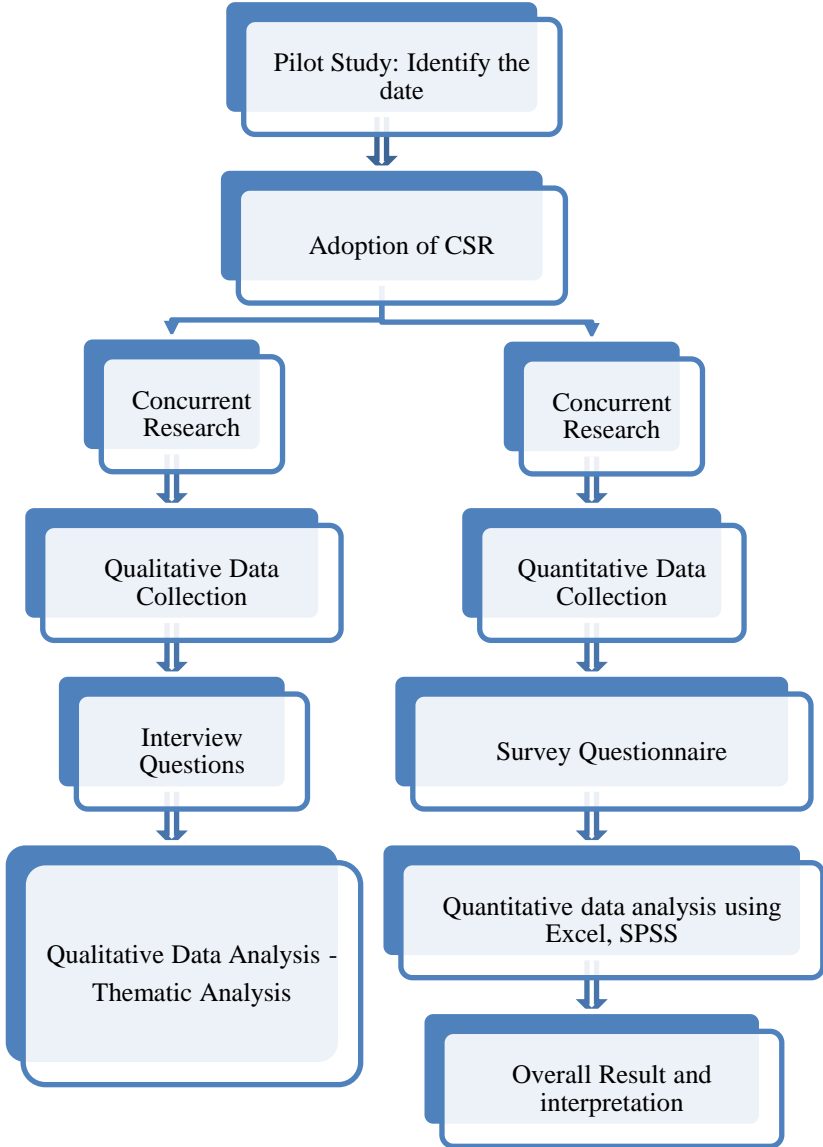 Pilot Study: Identify the
date
Adoption of CSR
Concurrent
Research
Concurrent
Research
Qualitative Data
Collection
Quantitative Data
Collection
Interview
Questions
Survey Questionnaire
Qualitative Data Analysis -
Thematic Analysis
Quantitative data analysis using
Excel, SPSS
Overall Result and
interpretation